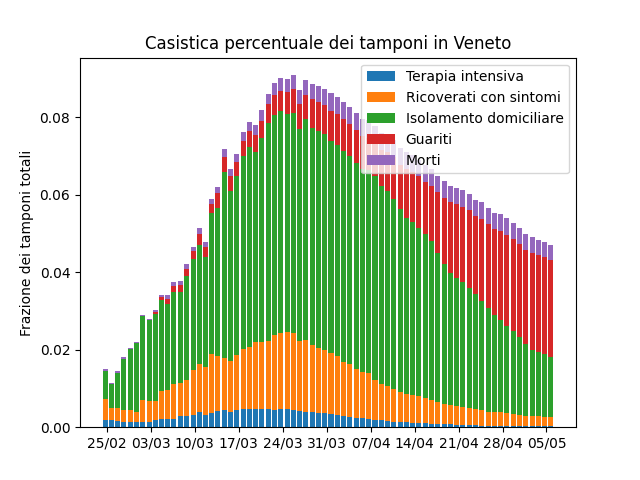 Casistica percentuale dei tamponi in Veneto
Terapia intensiva
Ricoverati con sintomi
Isolamento domiciliare
Guariti
Morti
Frazione dei tamponi totali
0.08
0.06
0.04
0.02
0.00
25/02 03/03 10/03 17/03 24/03 31/03 07/04 14/04 21/04 28/04 05/05